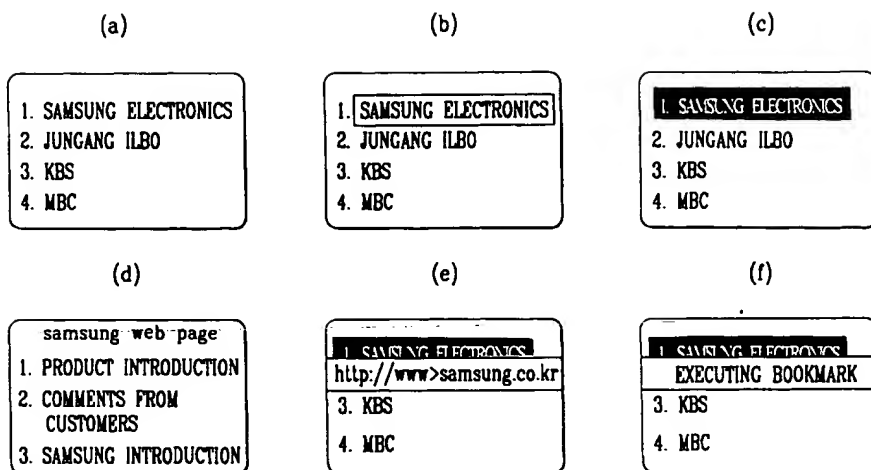 (a)
1. SAMSUNG ELECTRONICS
2. JUNGANG ILBO
3. KBS
4. MBC
(b)
1. SAMSUNG ELECTRONICS
2. JUNGANG ILBO
3. KBS
4. MBC
(c)
1. SAMSUNG ELECTRONICS
2. JUNGANG ILBO
3. KBS
4. MBC
(d)
samsung web page
1. PRODUCT INTRODUCTION
2. COMMENTS FROM
CUSTOMERS
3. SAMSUNG INTRODUCTION
(e)
1. SAMSUNG ELECTRONICS
http://www>samsung.co.kr
3. KBS
4. MBC
(f)
1. SAMSUNG ELECTRONICS
EXECUTING BOOKMARK
3. KBS
4. MBC